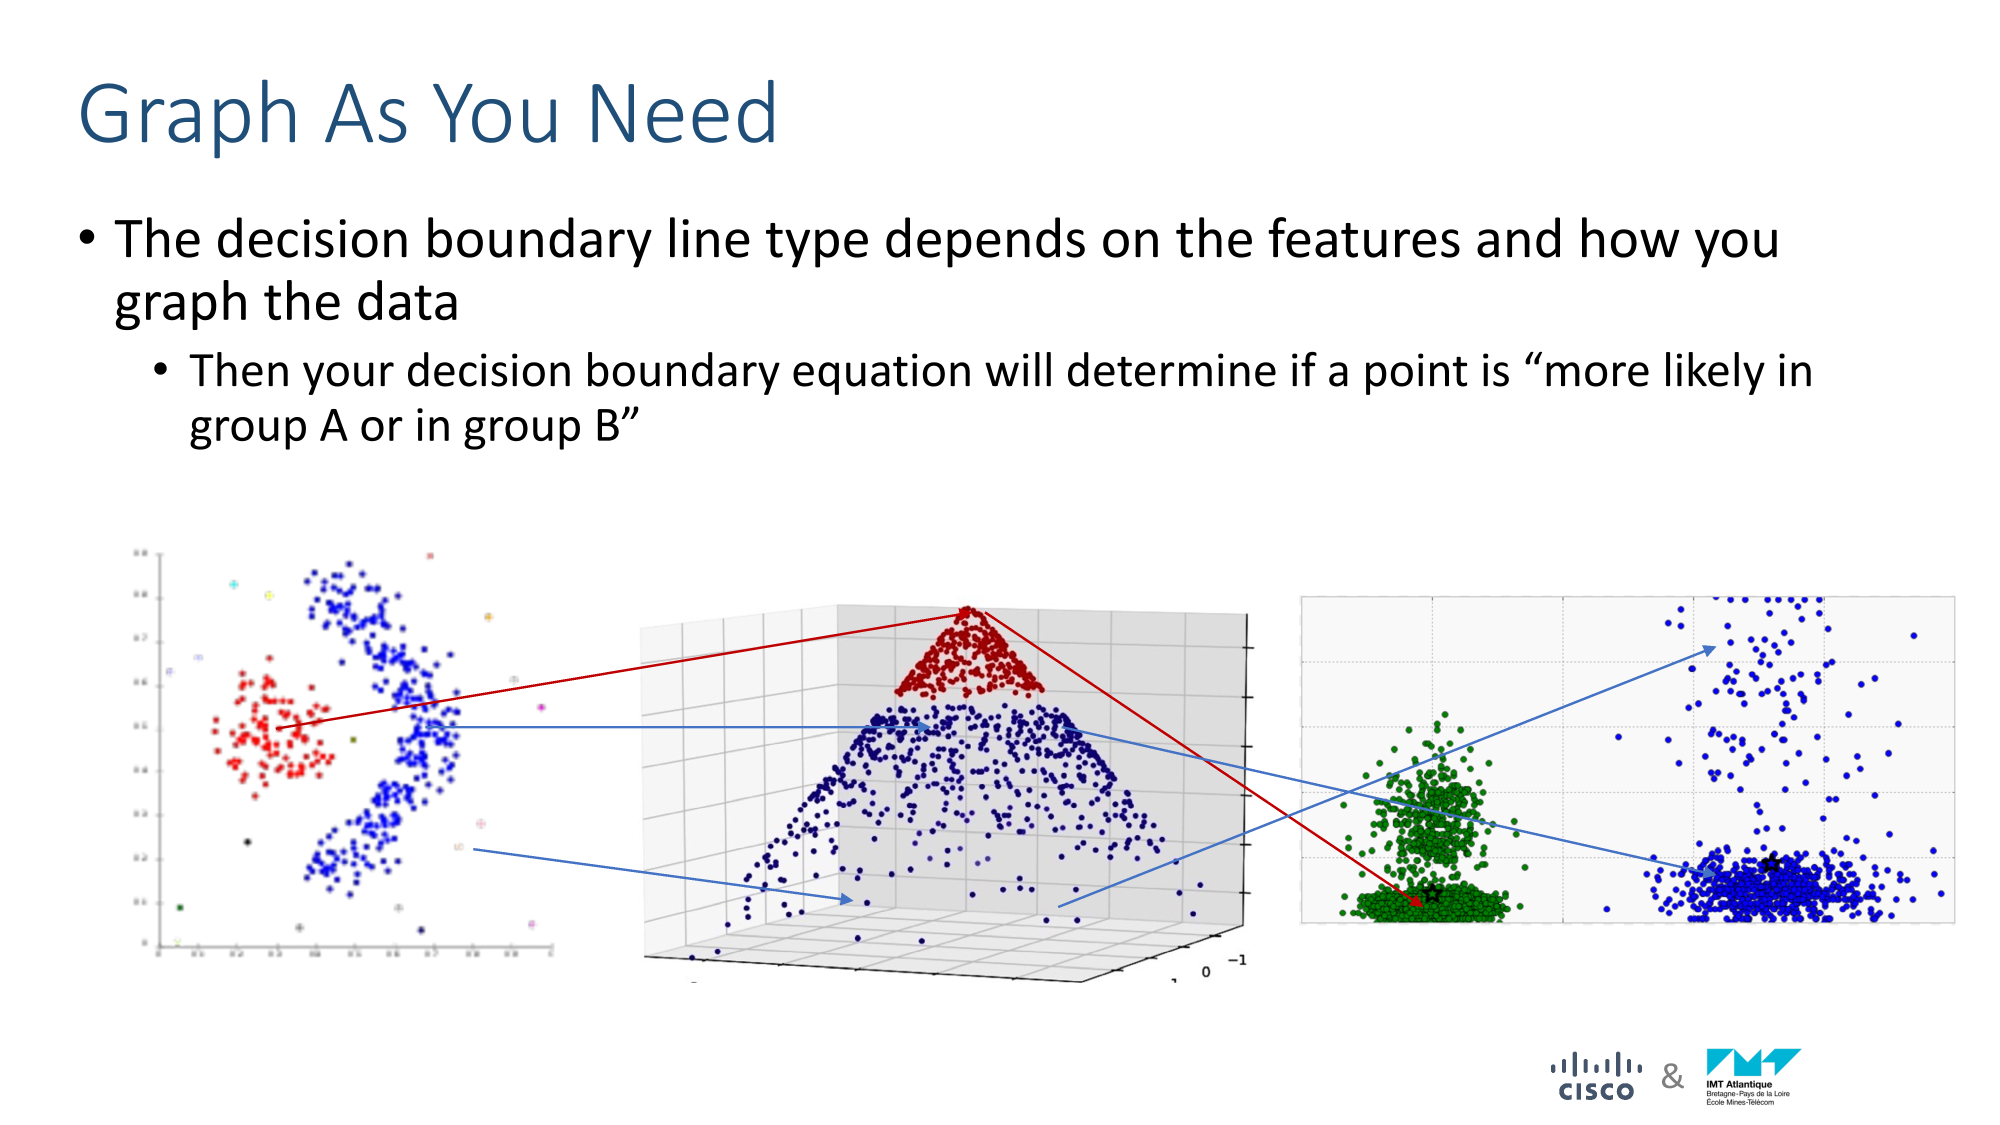 Graph As You Need
• The decision boundary line type depends on the features and how you
graph the data
• Then your decision boundary equation will determine if a point is “more likely in
group A or in group B”
0
−1
CISCO
&
IMT Atlantique
Bretagne-Pays de la Loire
École Mines-Télécom